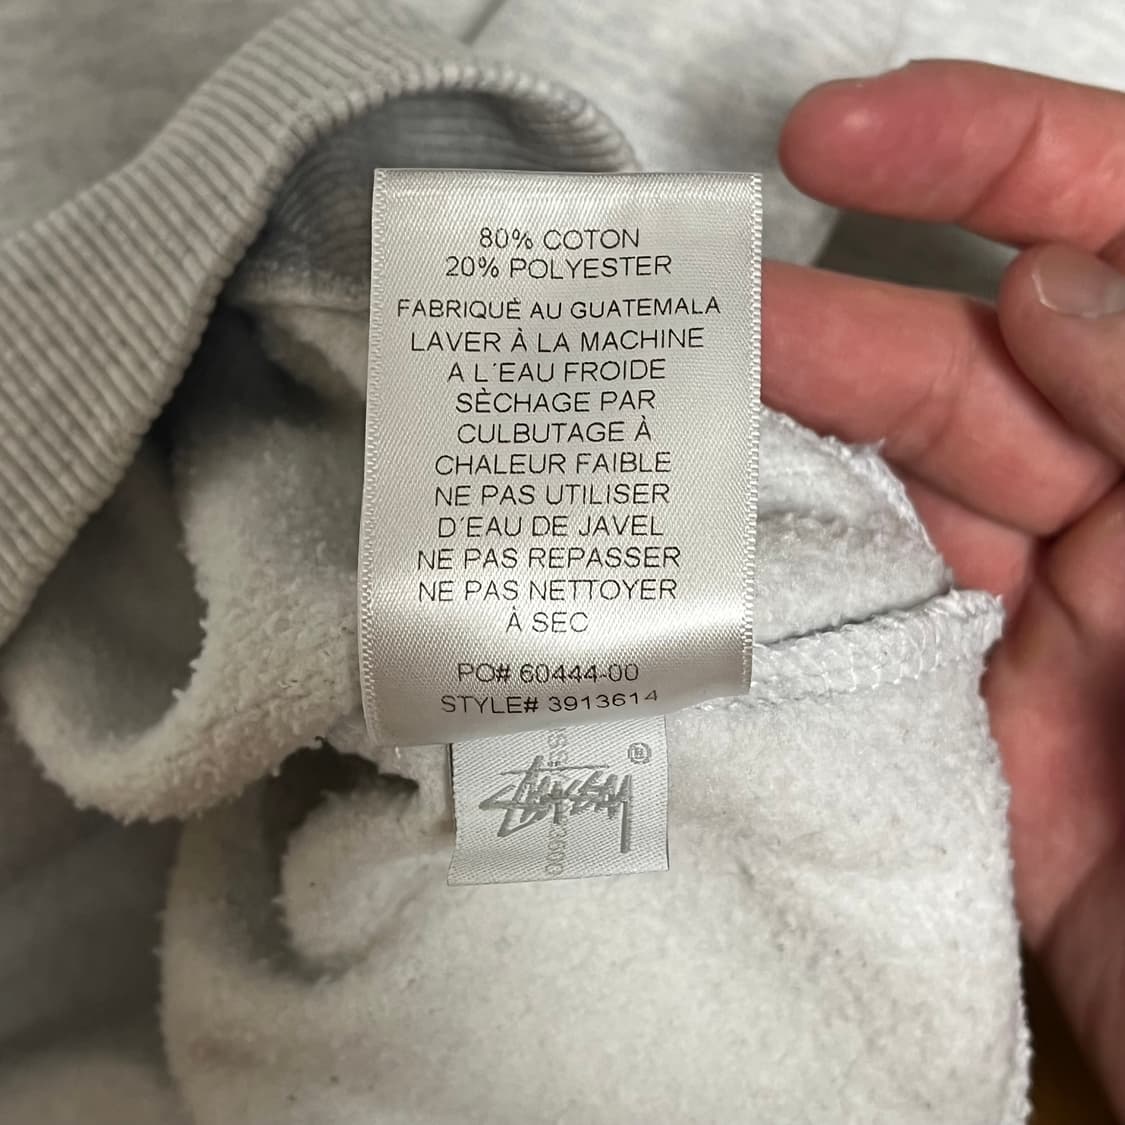 80% COTON
20% POLYESTER
FABRIQUÈ AU GUATEMALA
LAVER À LA MACHINE
A L'EAU FROIDE
SÈCHAGE PAR
CULBUTAGE À
CHALEUR FAIBLE
NE PAS UTILISER
D'EAU DE JAVEL
NE PAS REPASSER
NE PAS NETTOYER
À SEC
PO# 60444-00
STYLE# 3913614
STÜSSY ®